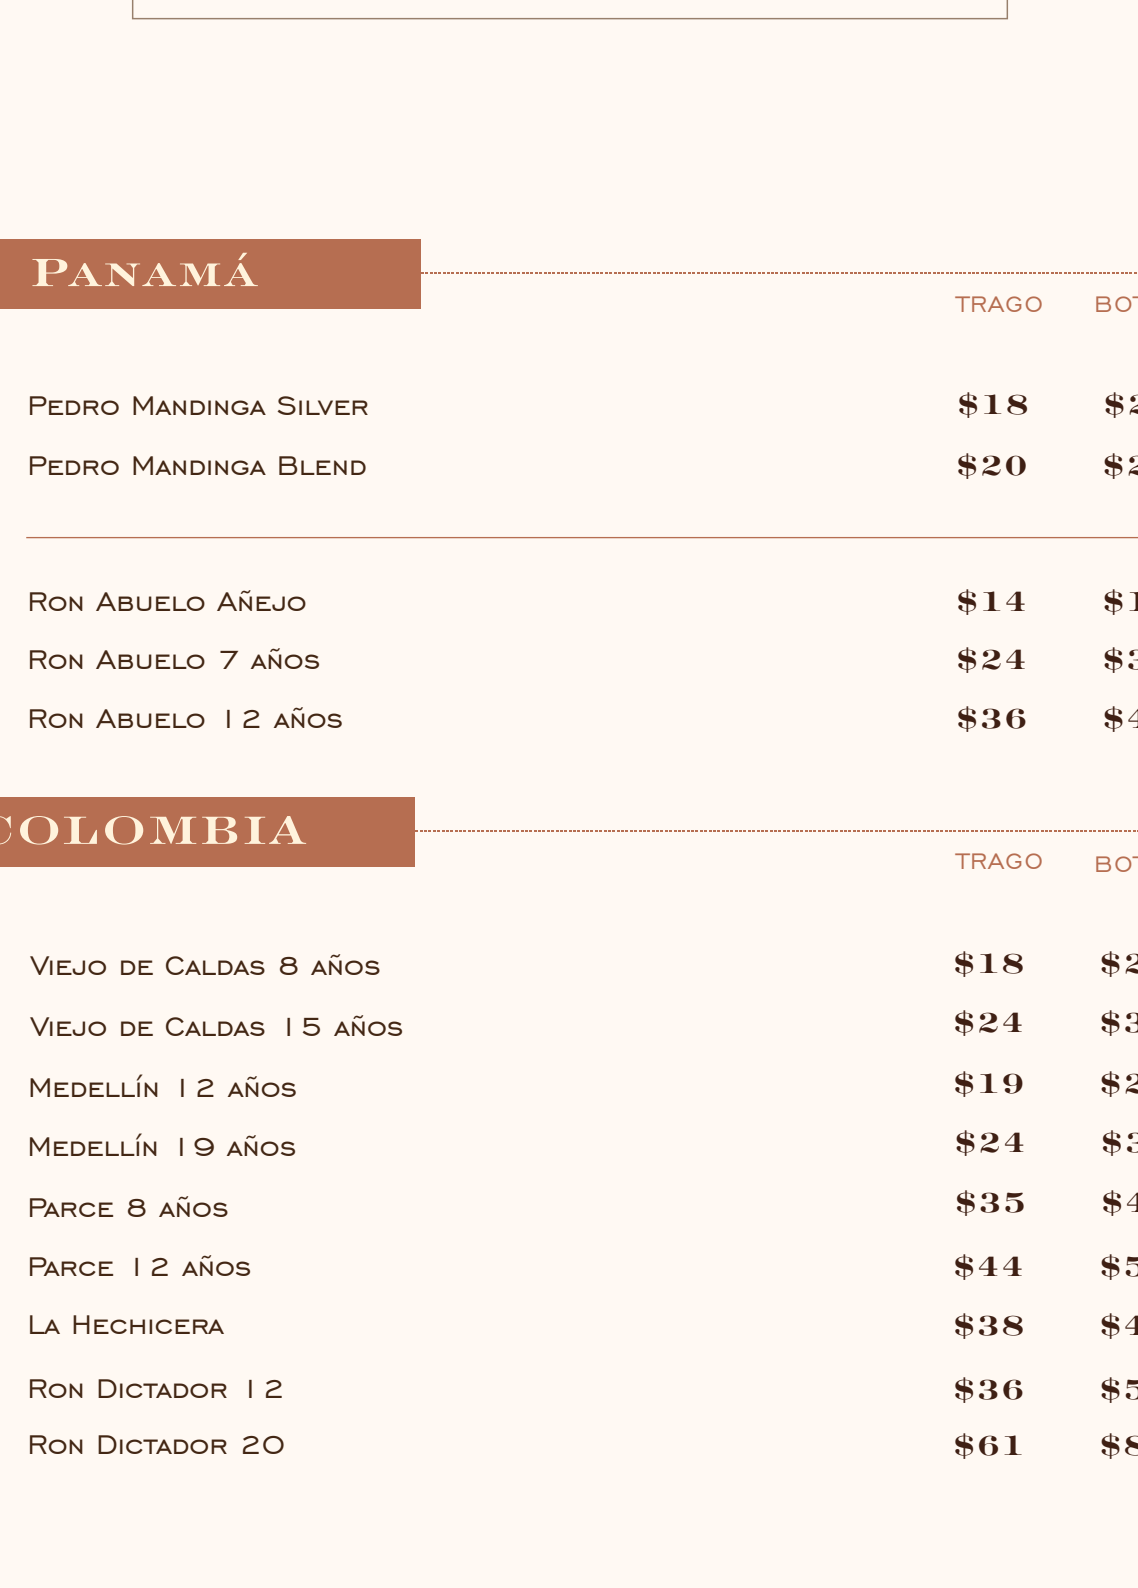 Panamá
TRAGO
Pedro Mandinga Silver $18
Pedro Mandinga Blend $20
Ron Abuelo Añejo $14
Ron Abuelo 7 años $24
Ron Abuelo 12 años $36
COLOMBIA
TRAGO
Viejo de Caldas 8 años $18
Viejo de Caldas 15 años $24
Medellín 12 años $19
Medellín 19 años $24
Parce 8 años $35
Parce 12 años $44
La Hechicera $38
Ron Dictador 12 $36
Ron Dictador 20 $61